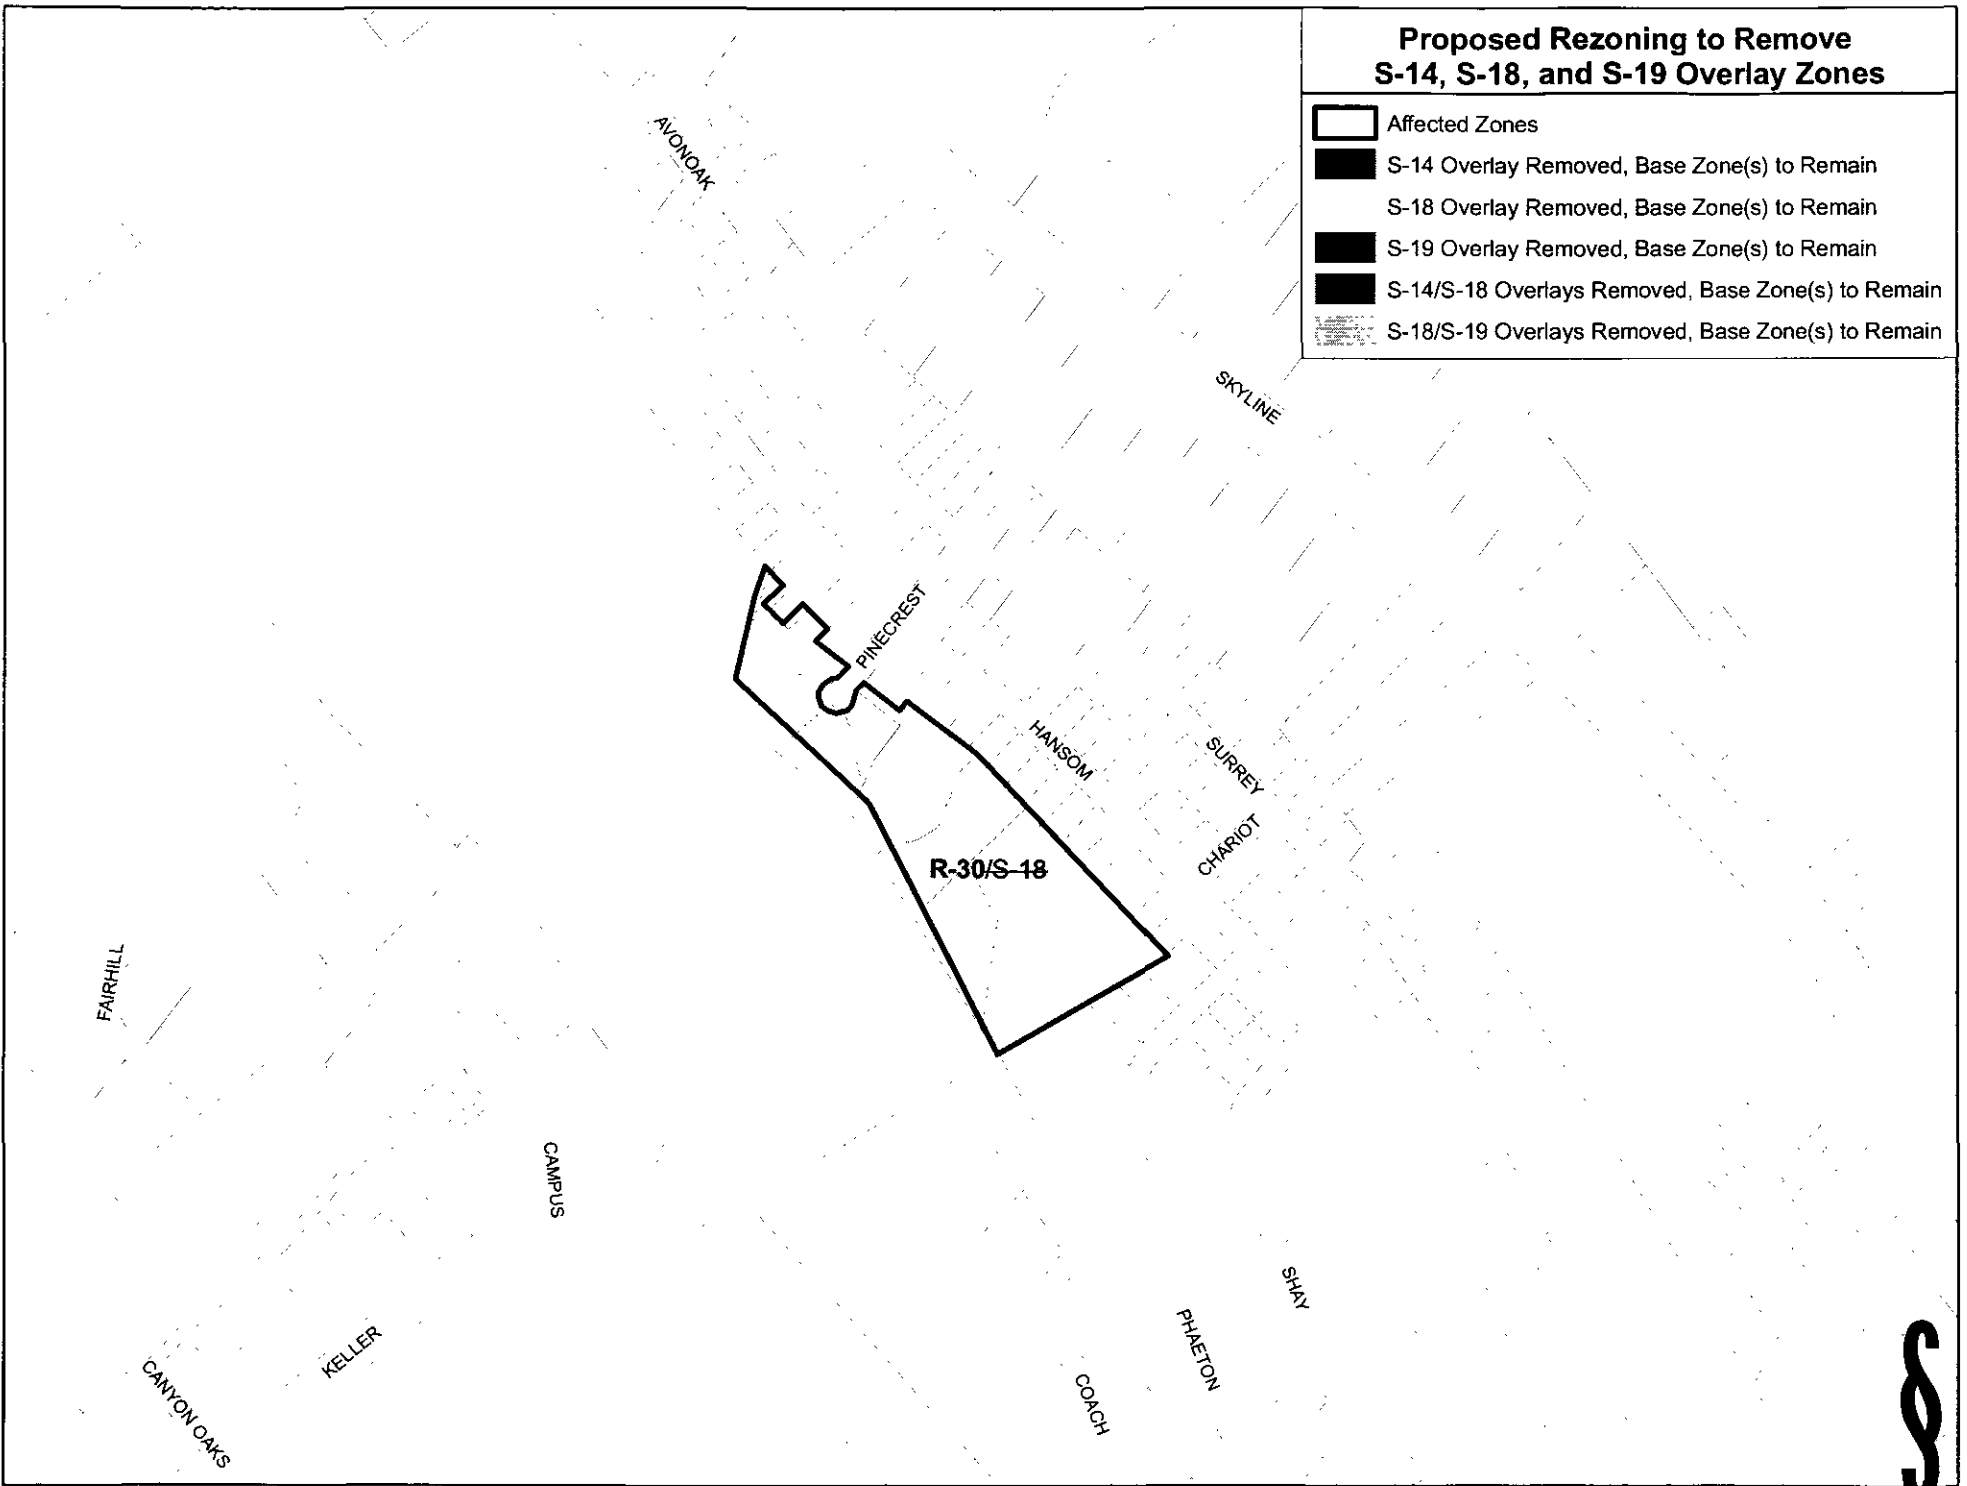 Proposed Rezoning to Remove
S-14, S-18, and S-19 Overlay Zones
Affected Zones
S-14 Overlay Removed, Base Zone(s) to Remain
S-18 Overlay Removed, Base Zone(s) to Remain
S-19 Overlay Removed, Base Zone(s) to Remain
S-14/S-18 Overlays Removed, Base Zone(s) to Remain
S-18/S-19 Overlays Removed, Base Zone(s) to Remain
AVONOAK
SKYLINE
PINECREST
HANSOM
SURREY
CHARIOT
R-30/S-18
FAIRHILL
CAMPUS
SHAY
PHAETON
KELLER
COACH
CANYON OAKS
§